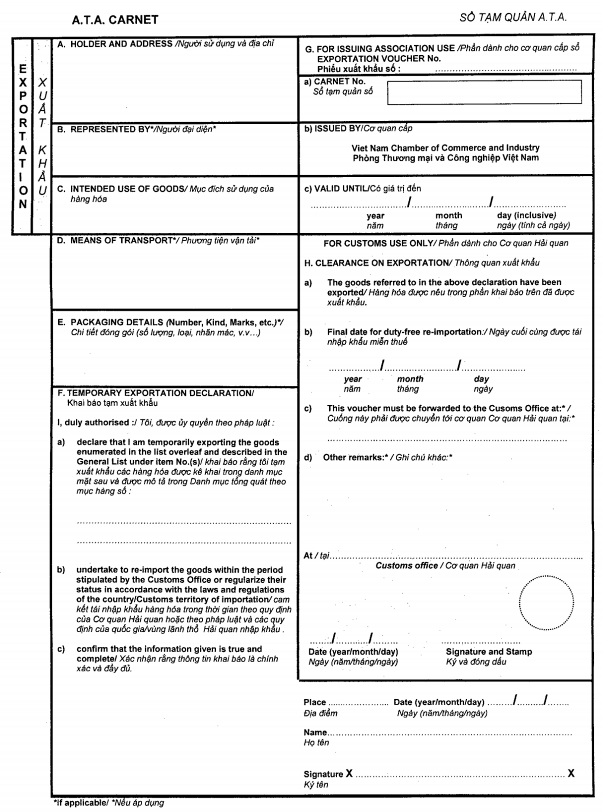 A.T.A. CARNET
SỔ TẠM QUẢN A.T.A.
EXPORTATION
XUẤT KHẨU
A. HOLDER AND ADDRESS /Người sử dụng và địa chỉ
B. REPRESENTED BY*/Người đại diện*
C. INTENDED USE OF GOODS/ Mục đích sử dụng của
hàng hóa
D. MEANS OF TRANSPORT*/ Phương tiện vận tải*
E. PACKAGING DETAILS (Number, Kind, Marks, etc.)*/
Chi tiết đóng gói (số lượng, loại, nhãn mác, v.v…)
F. TEMPORARY EXPORTATION DECLARATION/
Khai báo tạm xuất khẩu
I, duly authorised :/ Tôi, được ủy quyền theo pháp luật :
a) declare that I am temporarily exporting the goods
enumerated in the list overleaf and described in the
General List under item No.(s)/ khai báo rằng tôi tạm
xuất khẩu các hàng hóa được kê khai trong danh mục
mặt sau và được mô tả trong Danh mục tổng quát theo
mục hàng số :
b) undertake to re-import the goods within the period
stipulated by the Customs Office or regularize their
status in accordance with the laws and regulations
of the country/Customs territory of importation/ cam
kết tái nhập khẩu hàng hóa trong thời gian theo quy định
của Cơ quan Hải quan hoặc theo pháp luật và các quy
định của quốc gia/vùng lãnh thổ Hải quan nhập khẩu .
c) confirm that the information given is true and
complete/ Xác nhận rằng thông tin khai báo là chính
xác và đầy đủ.
G. FOR ISSUING ASSOCIATION USE /Phần dành cho cơ quan cấp sổ
EXPORTATION VOUCHER No.
Phiếu xuất khẩu số :
a) CARNET No.
Sổ tạm quản số
b) ISSUED BY/Cơ quan cấp
Viet Nam Chamber of Commerce and Industry
Phòng Thương mại và Công nghiệp Việt Nam
c) VALID UNTIL/Có giá trị đến
/ /
year month day (inclusive)
năm tháng ngày (tính cả ngày)
FOR CUSTOMS USE ONLY/ Phần dành cho Cơ quan Hải quan
H. CLEARANCE ON EXPORTATION/ Thông quan xuất khẩu
a) The goods referred to in the above declaration have been
exported/ Hàng hóa được nêu trong phần khai báo trên đã được
xuất khẩu.
b) Final date for duty-free re-importation:/ Ngày cuối cùng được tái
nhập khẩu miễn thuế
/ /
year month day
năm tháng ngày
c) This voucher must be forwarded to the Cusoms Office at:* /
Cuống này phải được chuyển tới cơ quan Cơ quan Hải quan tại:*
d) Other remarks:* / Ghi chú khác:*
At / tại
Customs office / Cơ quan Hải quan
/ /
Date (year/month/day) Signature and Stamp
Ngày (năm/tháng/ngày) Ký và đóng dấu
Place Date (year/month/day) / /
Địa điểm Ngày (năm/tháng/ngày)
Name
Họ tên
Signature X X
Ký tên
*If applicable/ *Nếu áp dụng